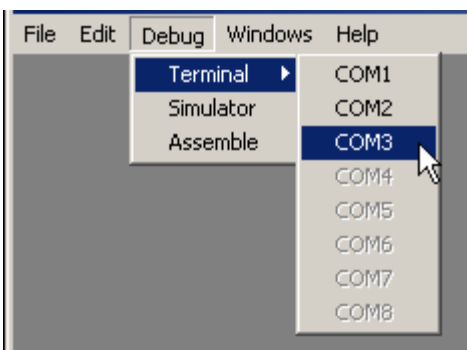 File Edit Debug Windows Help
Terminal COM1
Simulator COM2
Assemble COM3
COM4
COM5
COM6
COM7
COM8